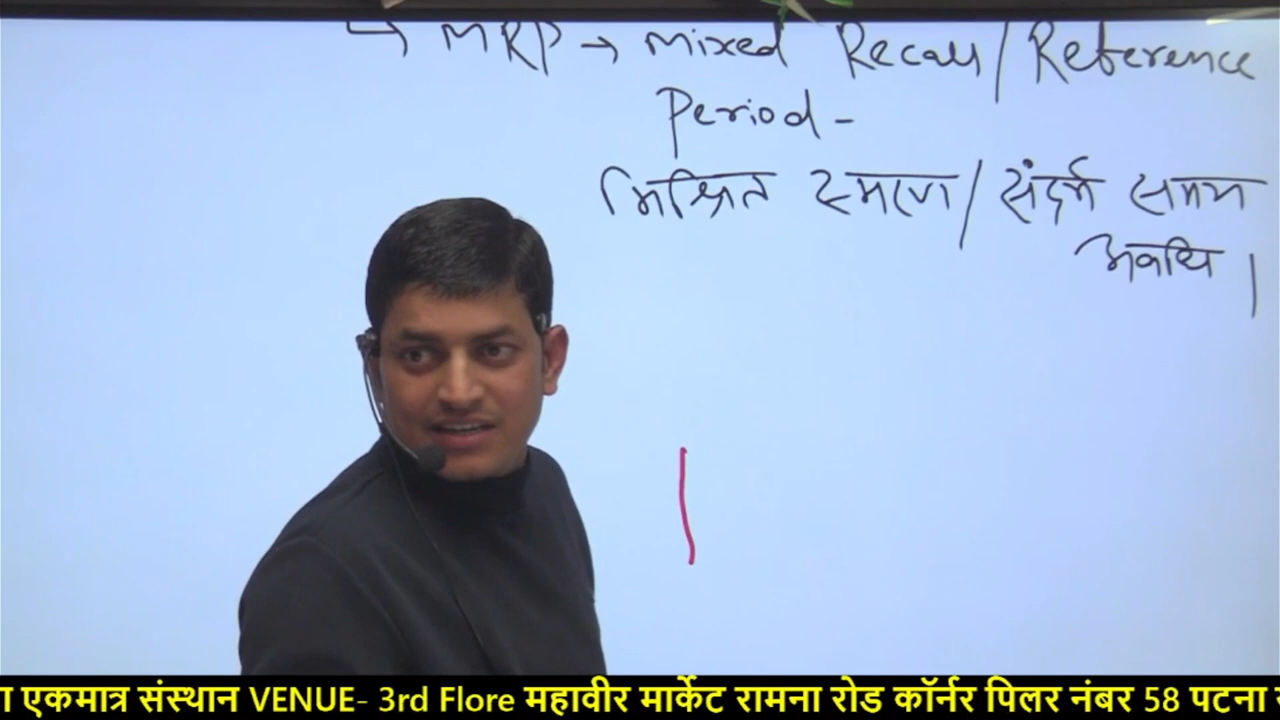 ↳ MRP → Mixed Recall/Reference
Period -
मिश्रित स्मरण/संदर्भ समय
अवधि।
ा एकमात्र संस्थान VENUE- 3rd Flore महावीर मार्केट रामना रोड कॉर्नर पिलर नंबर 58 पटना